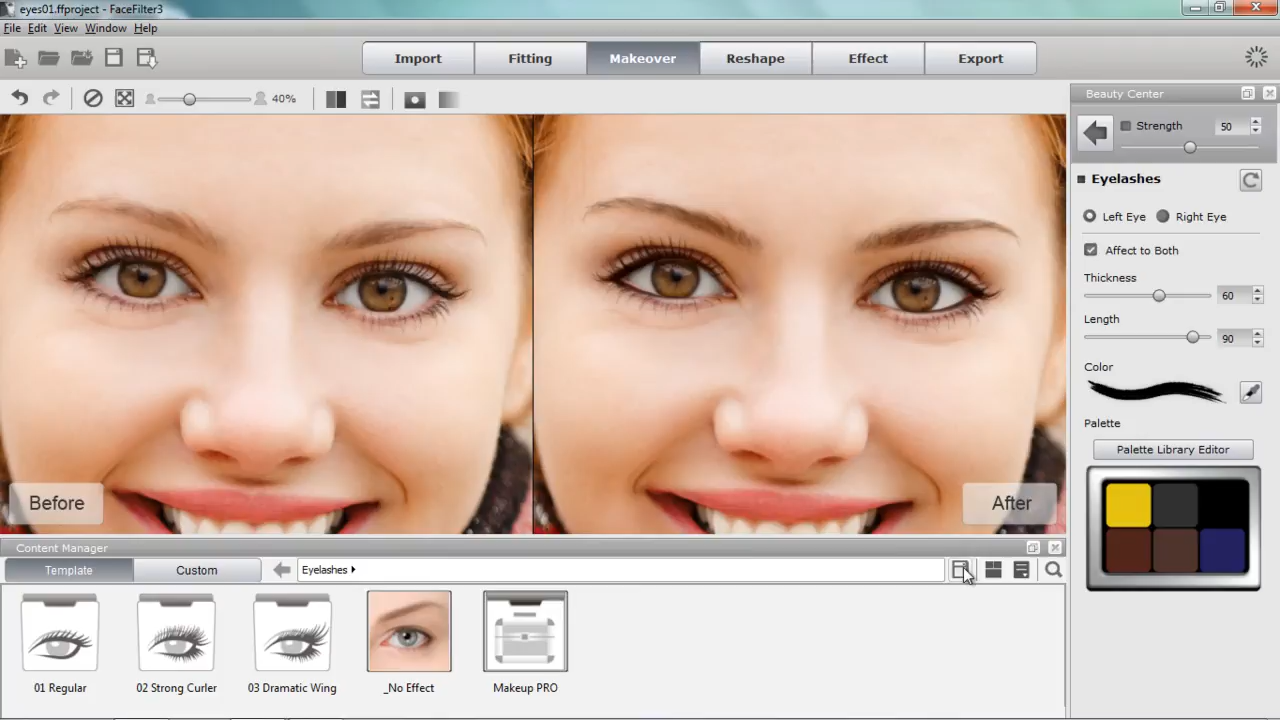 eyes01.ffproject - FaceFilter3
File Edit View Window Help
Import Fitting Makeover Reshape Effect Export
40%
Before
After
Beauty Center
Strength 50
Eyelashes
Left Eye Right Eye
Affect to Both
Thickness
60
Length
90
Color
Palette
Palette Library Editor
Content Manager
Template Custom Eyelashes
01 Regular 02 Strong Curler 03 Dramatic Wing _No Effect Makeup PRO